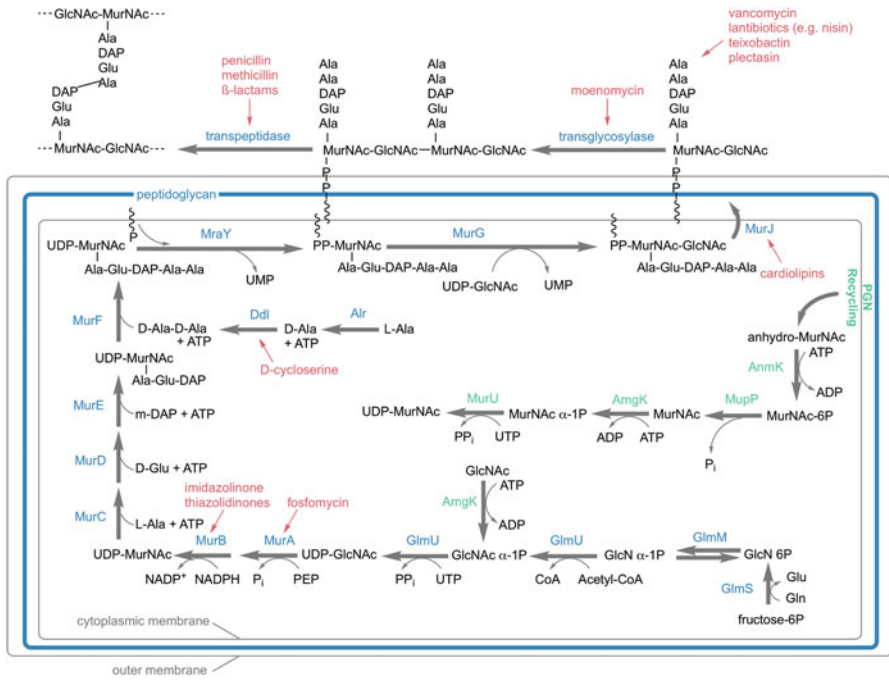 ---GlcNAc-MurNAc---
Ala
DAP
Glu
Ala
DAP
Glu
Ala
---MurNAc-GlcNAc---
penicillin
methicillin
ß-lactams
transpeptidase
Ala
Ala
DAP
Glu
Ala
P
MurNAc-GlcNAc—MurNAc-GlcNAc
Ala
Ala
DAP
Glu
Ala
P
P
moenomycin
transglycosylase
vancomycin
lantibiotics (e.g. nisin)
teixobactin
plectasin
Ala
Ala
DAP
Glu
Ala
MurNAc-GlcNAc
P
P
peptidoglycan
P
UDP-MurNAc
Ala-Glu-DAP-Ala-Ala
MraY
UMP
PP-MurNAc
Ala-Glu-DAP-Ala-Ala
MurG
UDP-GlcNAc
UMP
PP-MurNAc-GlcNAc
Ala-Glu-DAP-Ala-Ala
MurJ
cardiolipins
PGN
Recycling
MurF
D-Ala-D-Ala
+ ATP
Ddl
D-Ala
+ ATP
Alr
L-Ala
D-cycloserine
UDP-MurNAc
Ala-Glu-DAP
anhydro-MurNAc
AnmK
ATP
ADP
MurE
m-DAP + ATP
UDP-MurNAc
MurU
PPi
UTP
MurNAc α-1P
AmgK
ADP
ATP
MurNAc
MupP
Pi
MurNAc-6P
MurD
D-Glu + ATP
GlcNAc
AmgK
ATP
ADP
imidazolinone
thiazolidinones
fosfomycin
MurC
L-Ala + ATP
UDP-MurNAc
MurB
NADP+
NADPH
MurA
Pi
PEP
UDP-GlcNAc
GlmU
PPi
UTP
GlcNAc α-1P
GlmU
CoA
Acetyl-CoA
GlcN α-1P
GlmM
GlcN 6P
GlmS
Glu
Gln
fructose-6P
cytoplasmic membrane
outer membrane